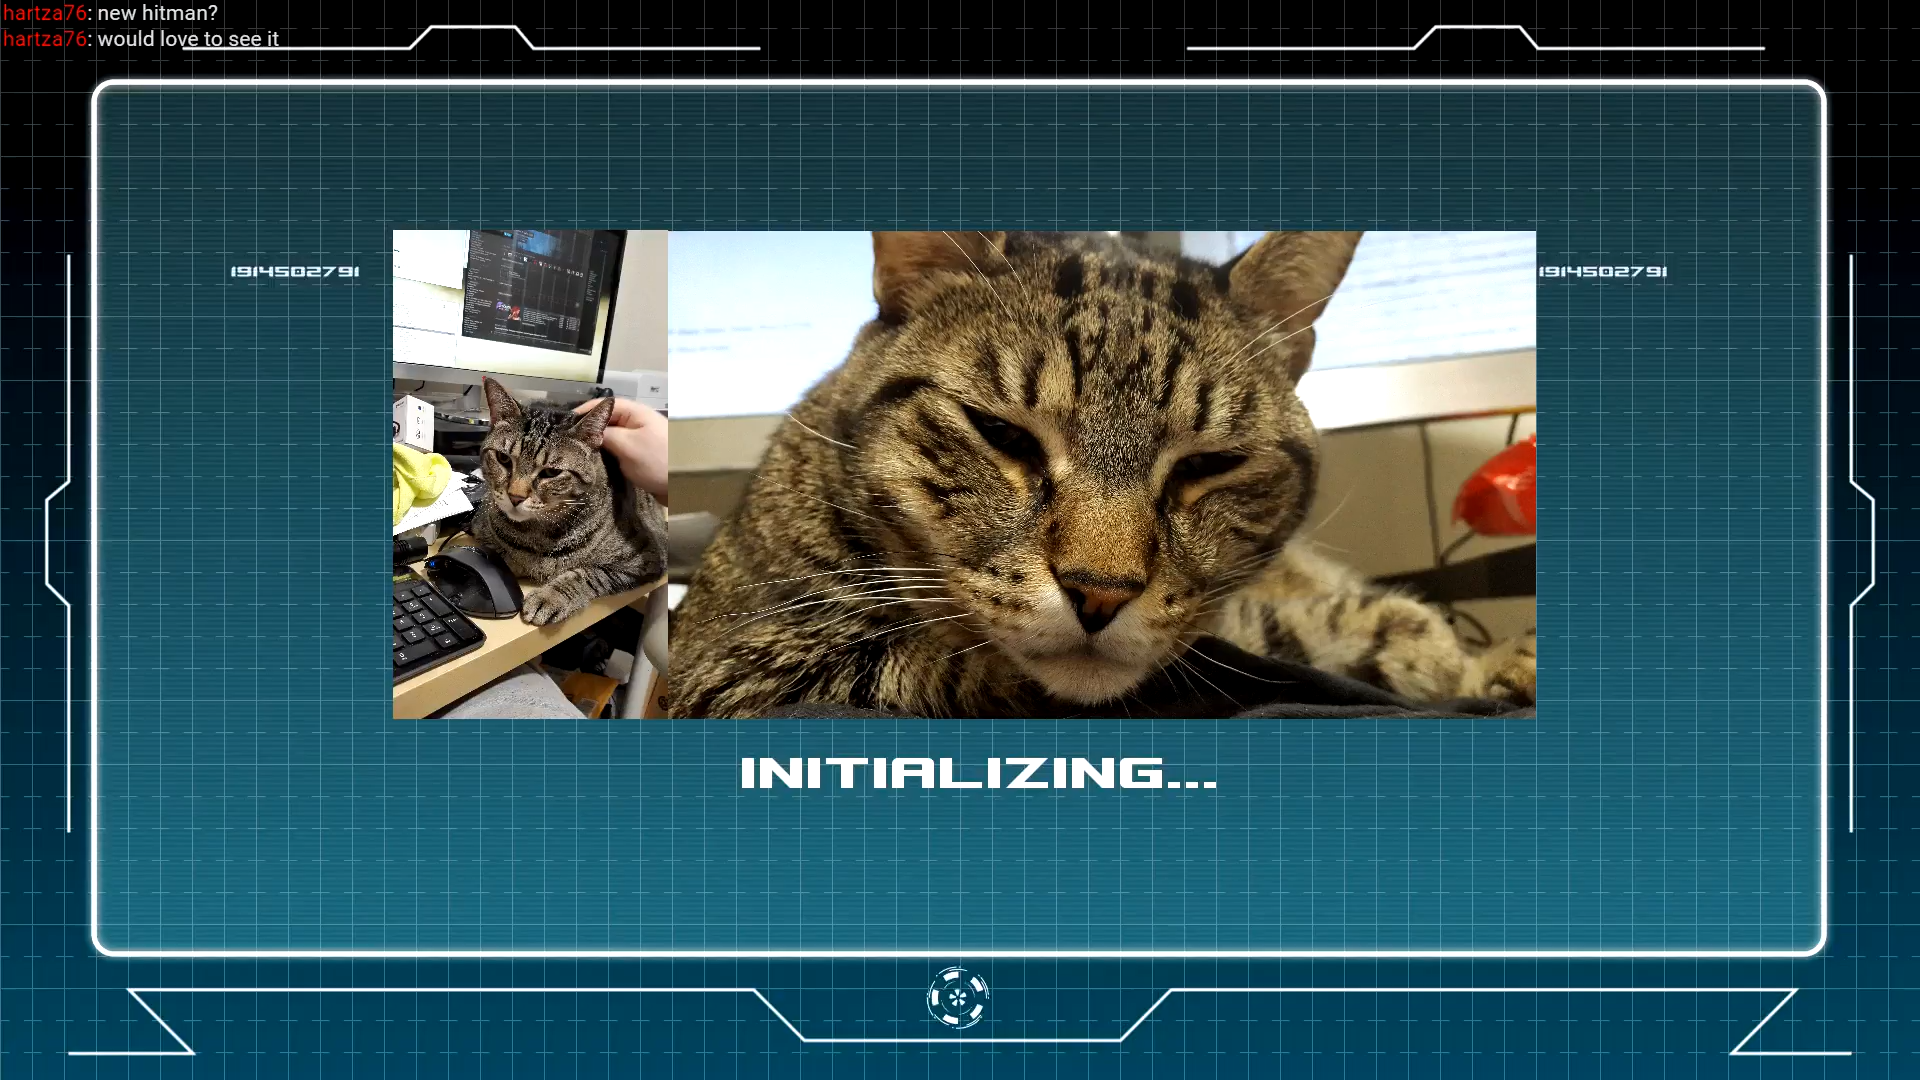 hartza76: new hitman?
hartza76: would love to see it
1914502791
1914502791
INITIALIZING...